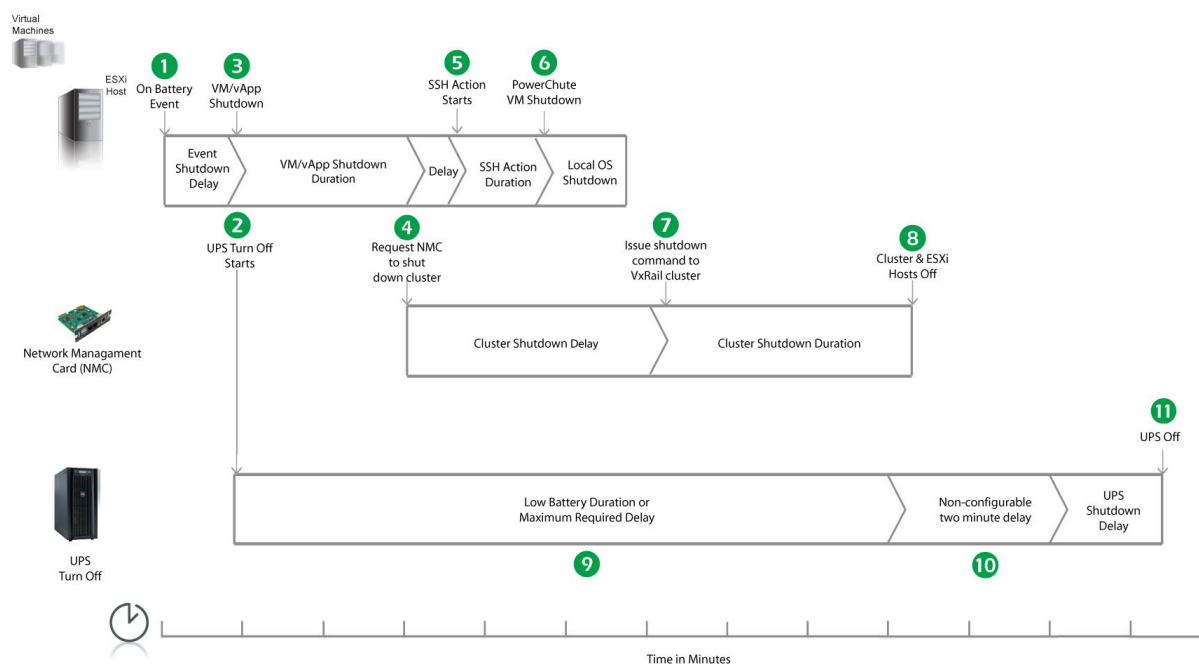 Virtual
Machines
ESXi
Host
1
On Battery
Event
3
VM/vApp
Shutdown
5
SSH Action
Starts
6
PowerChute
VM Shutdown
Event
Shutdown
Delay
VM/vApp Shutdown
Duration
Delay
SSH Action
Duration
Local OS
Shutdown
2
UPS Turn Off
Starts
4
Request NMC
to shut
down cluster
7
Issue shutdown
command to
VxRail cluster
8
Cluster & ESXi
Hosts Off
Network Managament
Card (NMC)
Cluster Shutdown Delay
Cluster Shutdown Duration
11
UPS Off
Low Battery Duration or
Maximum Required Delay
Non-configurable
two minute delay
UPS
Shutdown
Delay
9
10
UPS
Turn Off
Time in Minutes